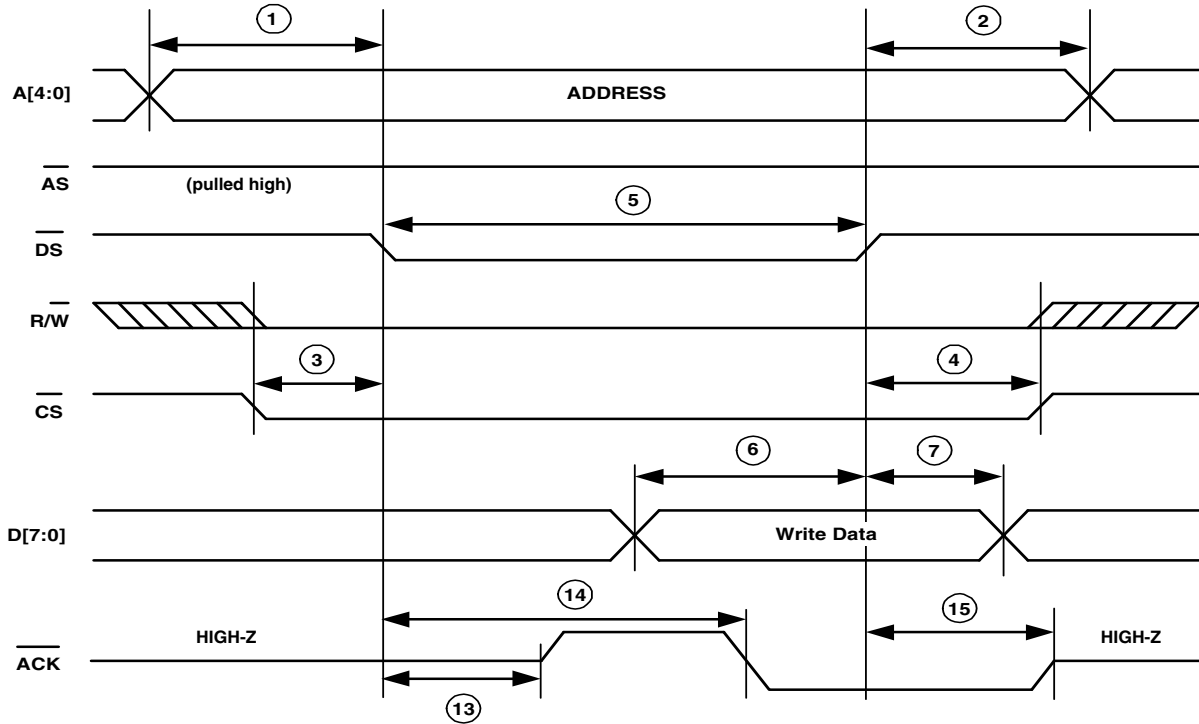 1
2
A[4:0]
ADDRESS
AS
(pulled high)
5
DS
R/W
3
4
CS
6
7
D[7:0]
Write Data
14
15
HIGH-Z
HIGH-Z
ACK
13